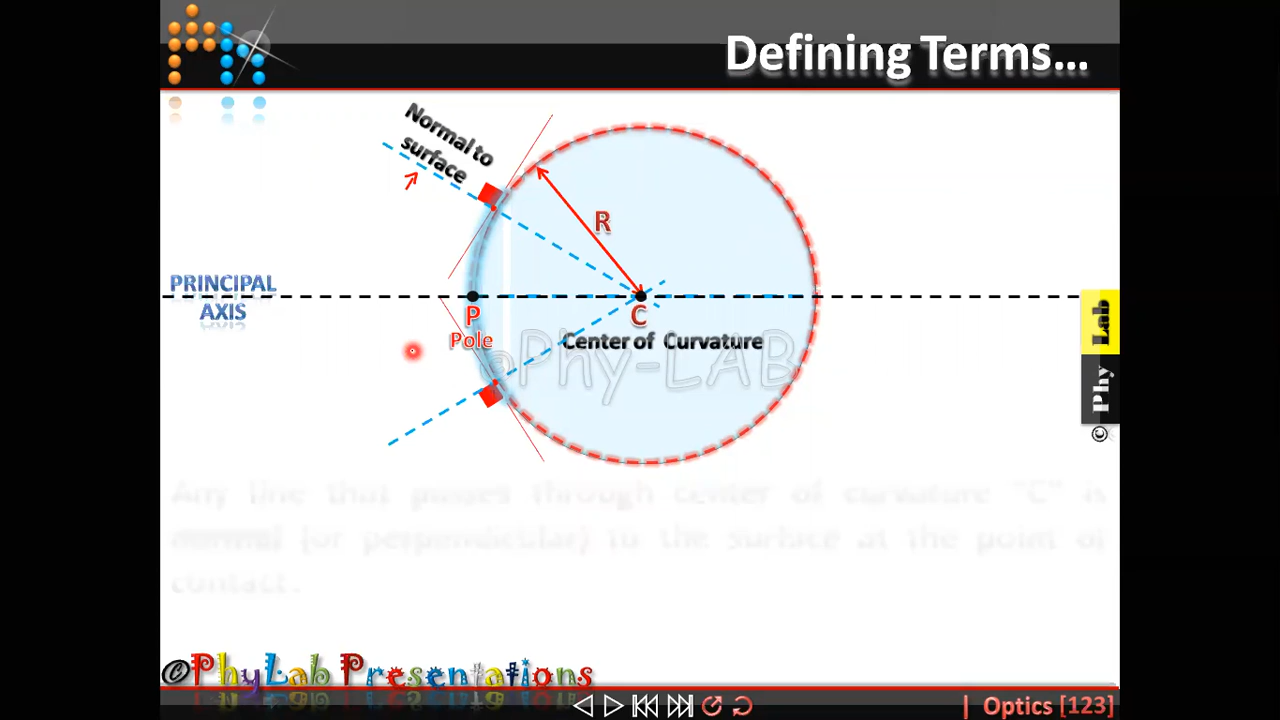 Defining Terms...
Normal to
surface
R
PRINCIPAL
AXIS
P
Pole
C
Center of Curvature
©Phy-LAB
© Phy Lab
Any line that passes through center of curvature "C" is
normal (or perpendicular) to the surface at the point of
contact.
©PhyLab Presentations
| Optics [123]